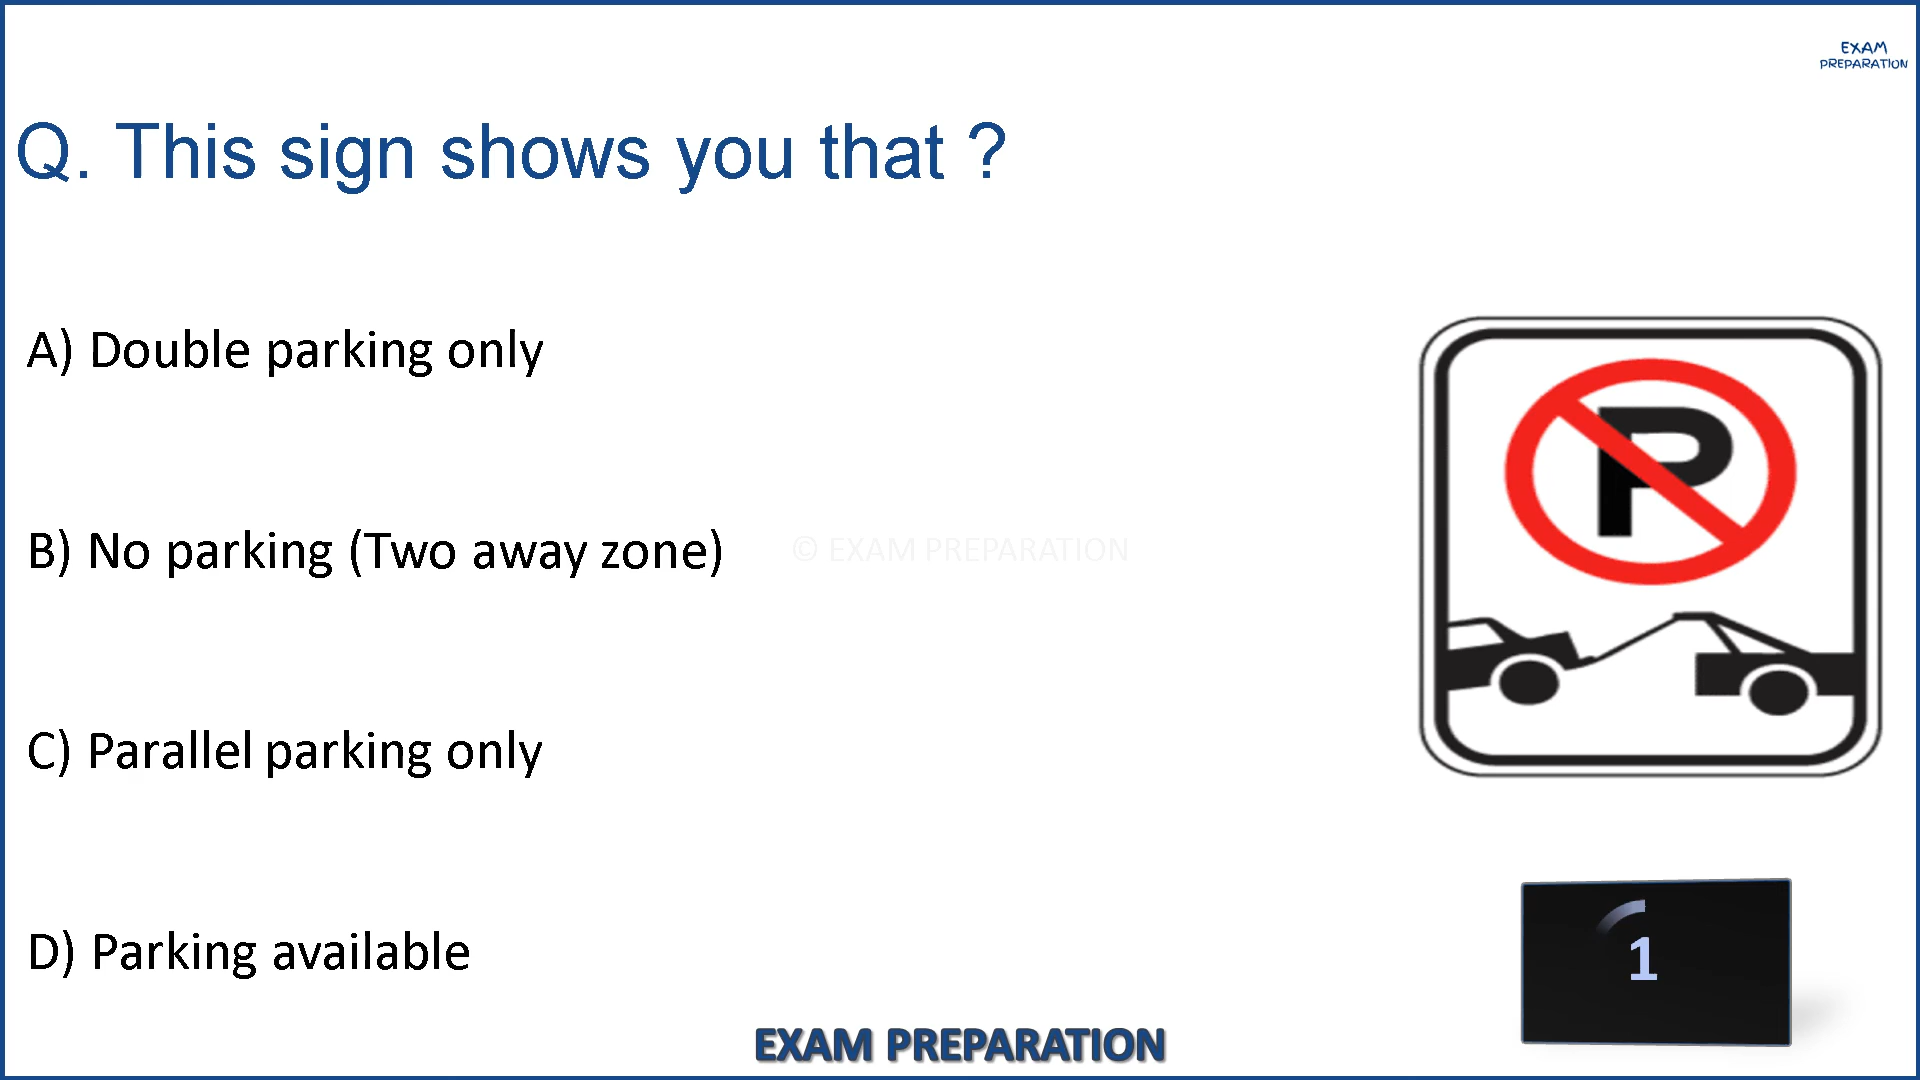 EXAM
PREPARATION
Q. This sign shows you that ?
A) Double parking only
B) No parking (Two away zone)
© EXAM PREPARATION
C) Parallel parking only
D) Parking available
P
1
EXAM PREPARATION